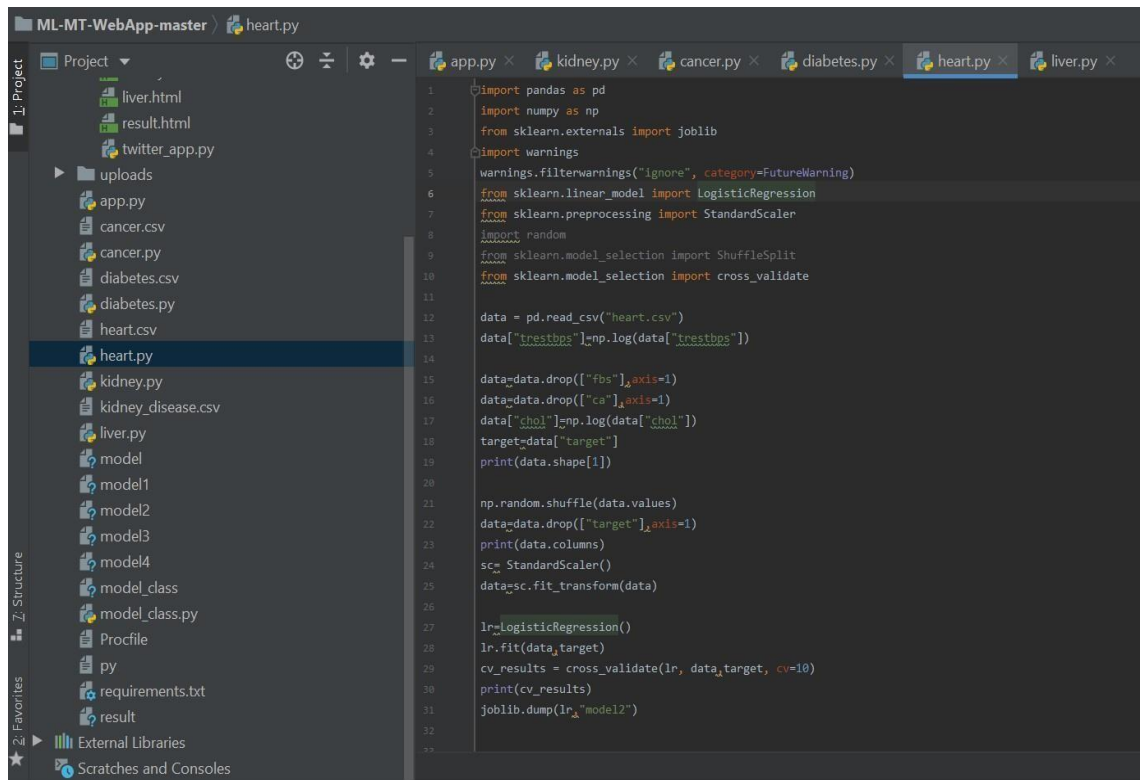 ML-MT-WebApp-master heart.py
1: Project
Project
liver.html
result.html
twitter_app.py
uploads
app.py
cancer.csv
cancer.py
diabetes.csv
diabetes.py
heart.csv
heart.py
kidney.py
kidney_disease.csv
liver.py
model
model1
model2
model3
model4
model_class
model_class.py
Procfile
py
requirements.txt
result
External Libraries
Scratches and Consoles
7: Structure
2: Favorites
app.py kidney.py cancer.py diabetes.py heart.py liver.py
1 import pandas as pd
2 import numpy as np
3 from sklearn.externals import joblib
4 import warnings
5 warnings.filterwarnings("ignore", category=FutureWarning)
6 from sklearn.linear_model import LogisticRegression
7 from sklearn.preprocessing import StandardScaler
8 import random
9 from sklearn.model_selection import ShuffleSplit
10 from sklearn.model_selection import cross_validate
11
12 data = pd.read_csv("heart.csv")
13 data["trestbps"]=np.log(data["trestbps"])
14
15 data=data.drop(["fbs"],axis=1)
16 data=data.drop(["ca"],axis=1)
17 data["chol"]=np.log(data["chol"])
18 target=data["target"]
19 print(data.shape[1])
20
21 np.random.shuffle(data.values)
22 data=data.drop(["target"],axis=1)
23 print(data.columns)
24 sc= StandardScaler()
25 data=sc.fit_transform(data)
26
27 lr=LogisticRegression()
28 lr.fit(data,target)
29 cv_results = cross_validate(lr, data,target, cv=10)
30 print(cv_results)
31 joblib.dump(lr,"model2")
32